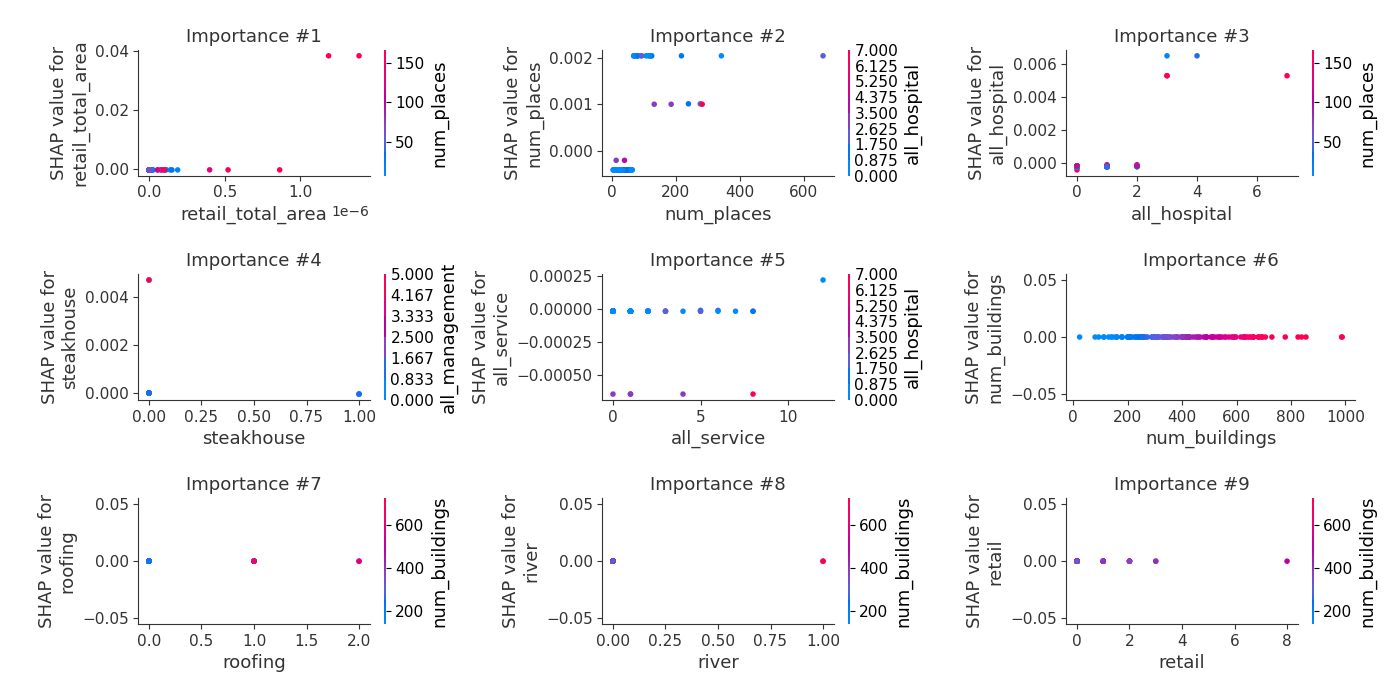 Importance #1
SHAP value for
retail_total_area
0.04
0.02
0.00
0.0
0.5
1.0
1e-6
retail_total_area
150
100
50
num_places
Importance #2
SHAP value for
num_places
0.002
0.001
0.000
0
200
400
600
num_places
7.000
6.125
5.250
4.375
3.500
2.625
1.750
0.875
0.000
all_hospital
Importance #3
SHAP value for
all_hospital
0.006
0.004
0.002
0.000
0
2
4
6
all_hospital
150
100
50
num_places
Importance #4
SHAP value for
steakhouse
0.004
0.002
0.000
0.00
0.25
0.50
0.75
1.00
steakhouse
5.000
4.167
3.333
2.500
1.667
0.833
0.000
all_management
Importance #5
SHAP value for
all_service
0.00025
0.00000
−0.00025
−0.00050
0
5
10
all_service
7.000
6.125
5.250
4.375
3.500
2.625
1.750
0.875
0.000
all_hospital
Importance #6
SHAP value for
num_buildings
0.05
0.00
−0.05
0
200
400
600
800
1000
num_buildings
Importance #7
SHAP value for
roofing
0.05
0.00
−0.05
0.0
0.5
1.0
1.5
2.0
roofing
600
400
200
num_buildings
Importance #8
SHAP value for
river
0.05
0.00
−0.05
0.00
0.25
0.50
0.75
1.00
river
600
400
200
num_buildings
Importance #9
SHAP value for
retail
0.05
0.00
−0.05
0
2
4
6
8
retail
600
400
200
num_buildings